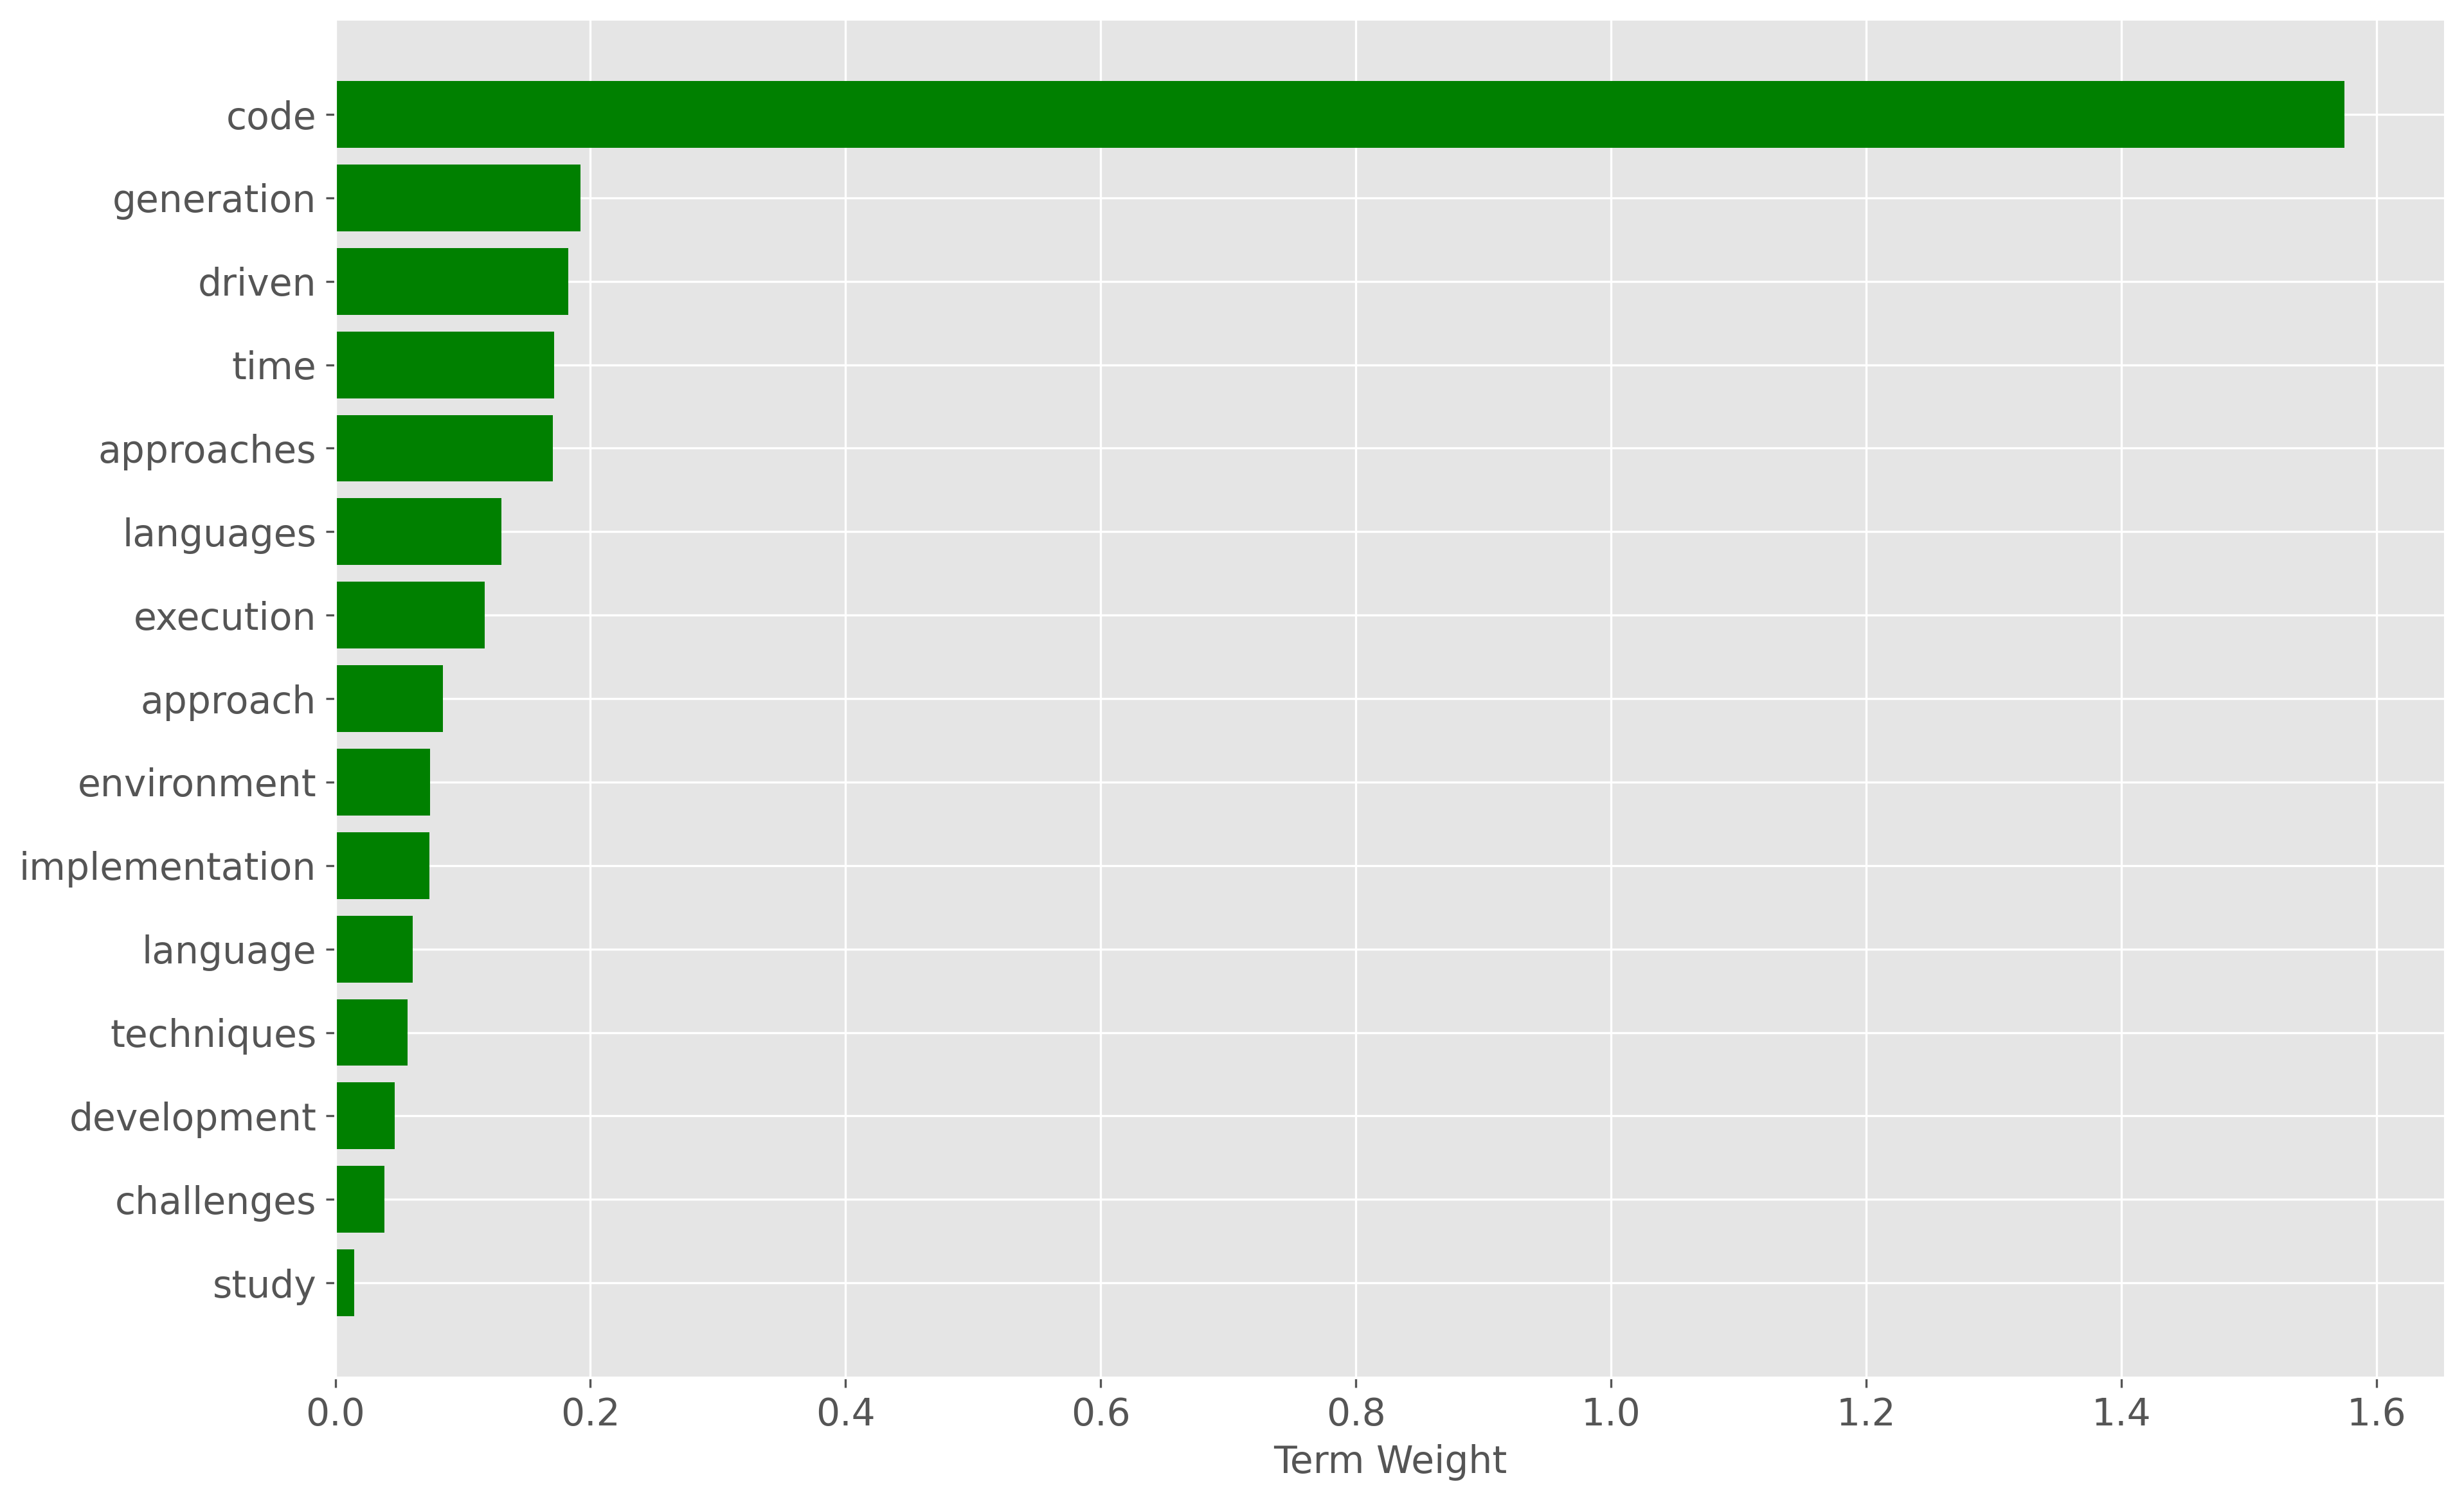 code
generation
driven
time
approaches
languages
execution
approach
environment
implementation
language
techniques
development
challenges
study
0.0 0.2 0.4 0.6 0.8 1.0 1.2 1.4 1.6
Term Weight